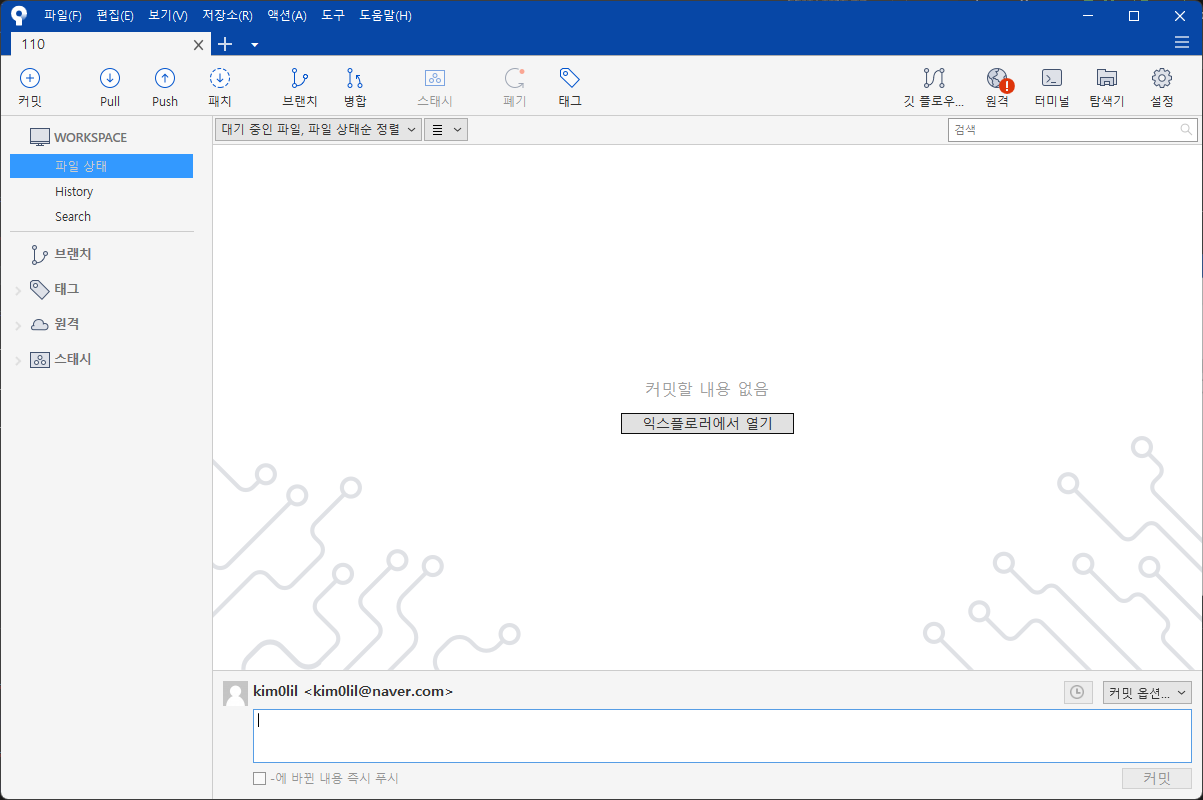 파일(F) 편집(E) 보기(V) 저장소(R) 액션(A) 도구 도움말(H)
110
커밋 Pull Push 패치 브랜치 병합 스태시 폐기 태그 깃 플로우... 원격 터미널 탐색기 설정
WORKSPACE
파일 상태
History
Search
브랜치
태그
원격
스태시
대기 중인 파일, 파일 상태순 정렬
검색
커밋할 내용 없음
익스플로러에서 열기
kim0lil <kim0lil@naver.com>
커밋 옵션...
-에 바뀐 내용 즉시 푸시
커밋